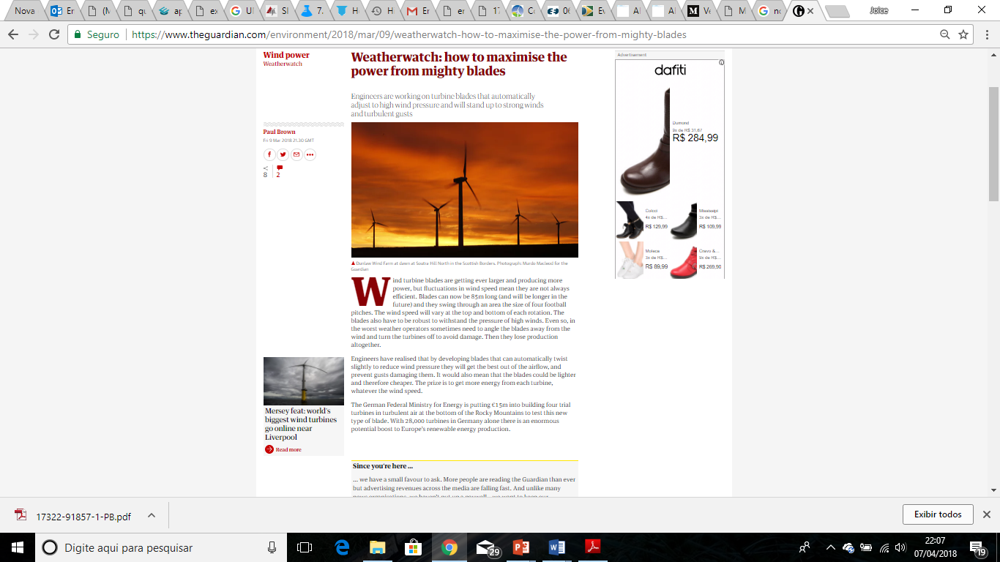 Nova
Er
(M
qu
ap
ex
U
Sl
7.
H
H
Er
er
17
Co
06
Ev
Al
Al
Ve
M
no
Joice
Seguro
https://www.theguardian.com/environment/2018/mar/09/weatherwatch-how-to-maximise-the-power-from-mighty-blades
Wind power
Weatherwatch
Weatherwatch: how to maximise the
power from mighty blades
Engineers are working on turbine blades that automatically
adjust to high wind pressure and will stand up to strong winds
and turbulent gusts
Paul Brown
Fri 9 Mar 2018 21.30 GMT
8
2
Dunlaw Wind Farm at dawn at Soutra Hill North in the Scottish Borders. Photograph: Murdo Macleod for the
Guardian
Wind turbine blades are getting ever larger and producing more
power, but fluctuations in wind speed mean they are not always
efficient. Blades can now be 85m long (and will be longer in the
future) and they swing through an area the size of four football
pitches. The wind speed will vary at the top and bottom of each rotation. The
blades also have to be robust to withstand the pressure of high winds. Even so, in
the worst weather operators sometimes need to angle the blades away from the
wind and turn the turbines off to avoid damage. Then they lose production
altogether.
Engineers have realised that by developing blades that can automatically twist
slightly to reduce wind pressure they will get the best out of the airflow, and
prevent gusts damaging them. It would also mean that the blades could be lighter
and therefore cheaper. The prize is to get more energy from each turbine,
whatever the wind speed.
The German Federal Ministry for Energy is putting €15m into building four trial
turbines in turbulent air at the bottom of the Rocky Mountains to test this new
type of blade. With 28,000 turbines in Germany alone there is an enormous
potential boost to Europe's renewable energy production.
Mersey feat: world's
biggest wind turbines
go online near
Liverpool
Read more
Since you're here ...
... we have a small favour to ask. More people are reading the Guardian than ever
but advertising revenues across the media are falling fast. And unlike many
Advertisement
dafiti
Dumond
9x de R$ 31,67
R$ 284,99
Colcci
4x de R$...
R$ 129,99
Mississipi
3x de R$...
R$ 109,99
Moleca
3x de R$...
R$ 89,99
Cravo &...
9x de R$...
R$ 269,90
17322-91857-1-PB.pdf
Exibir todos
Digite aqui para pesquisar
29
22:07
07/04/2018
19